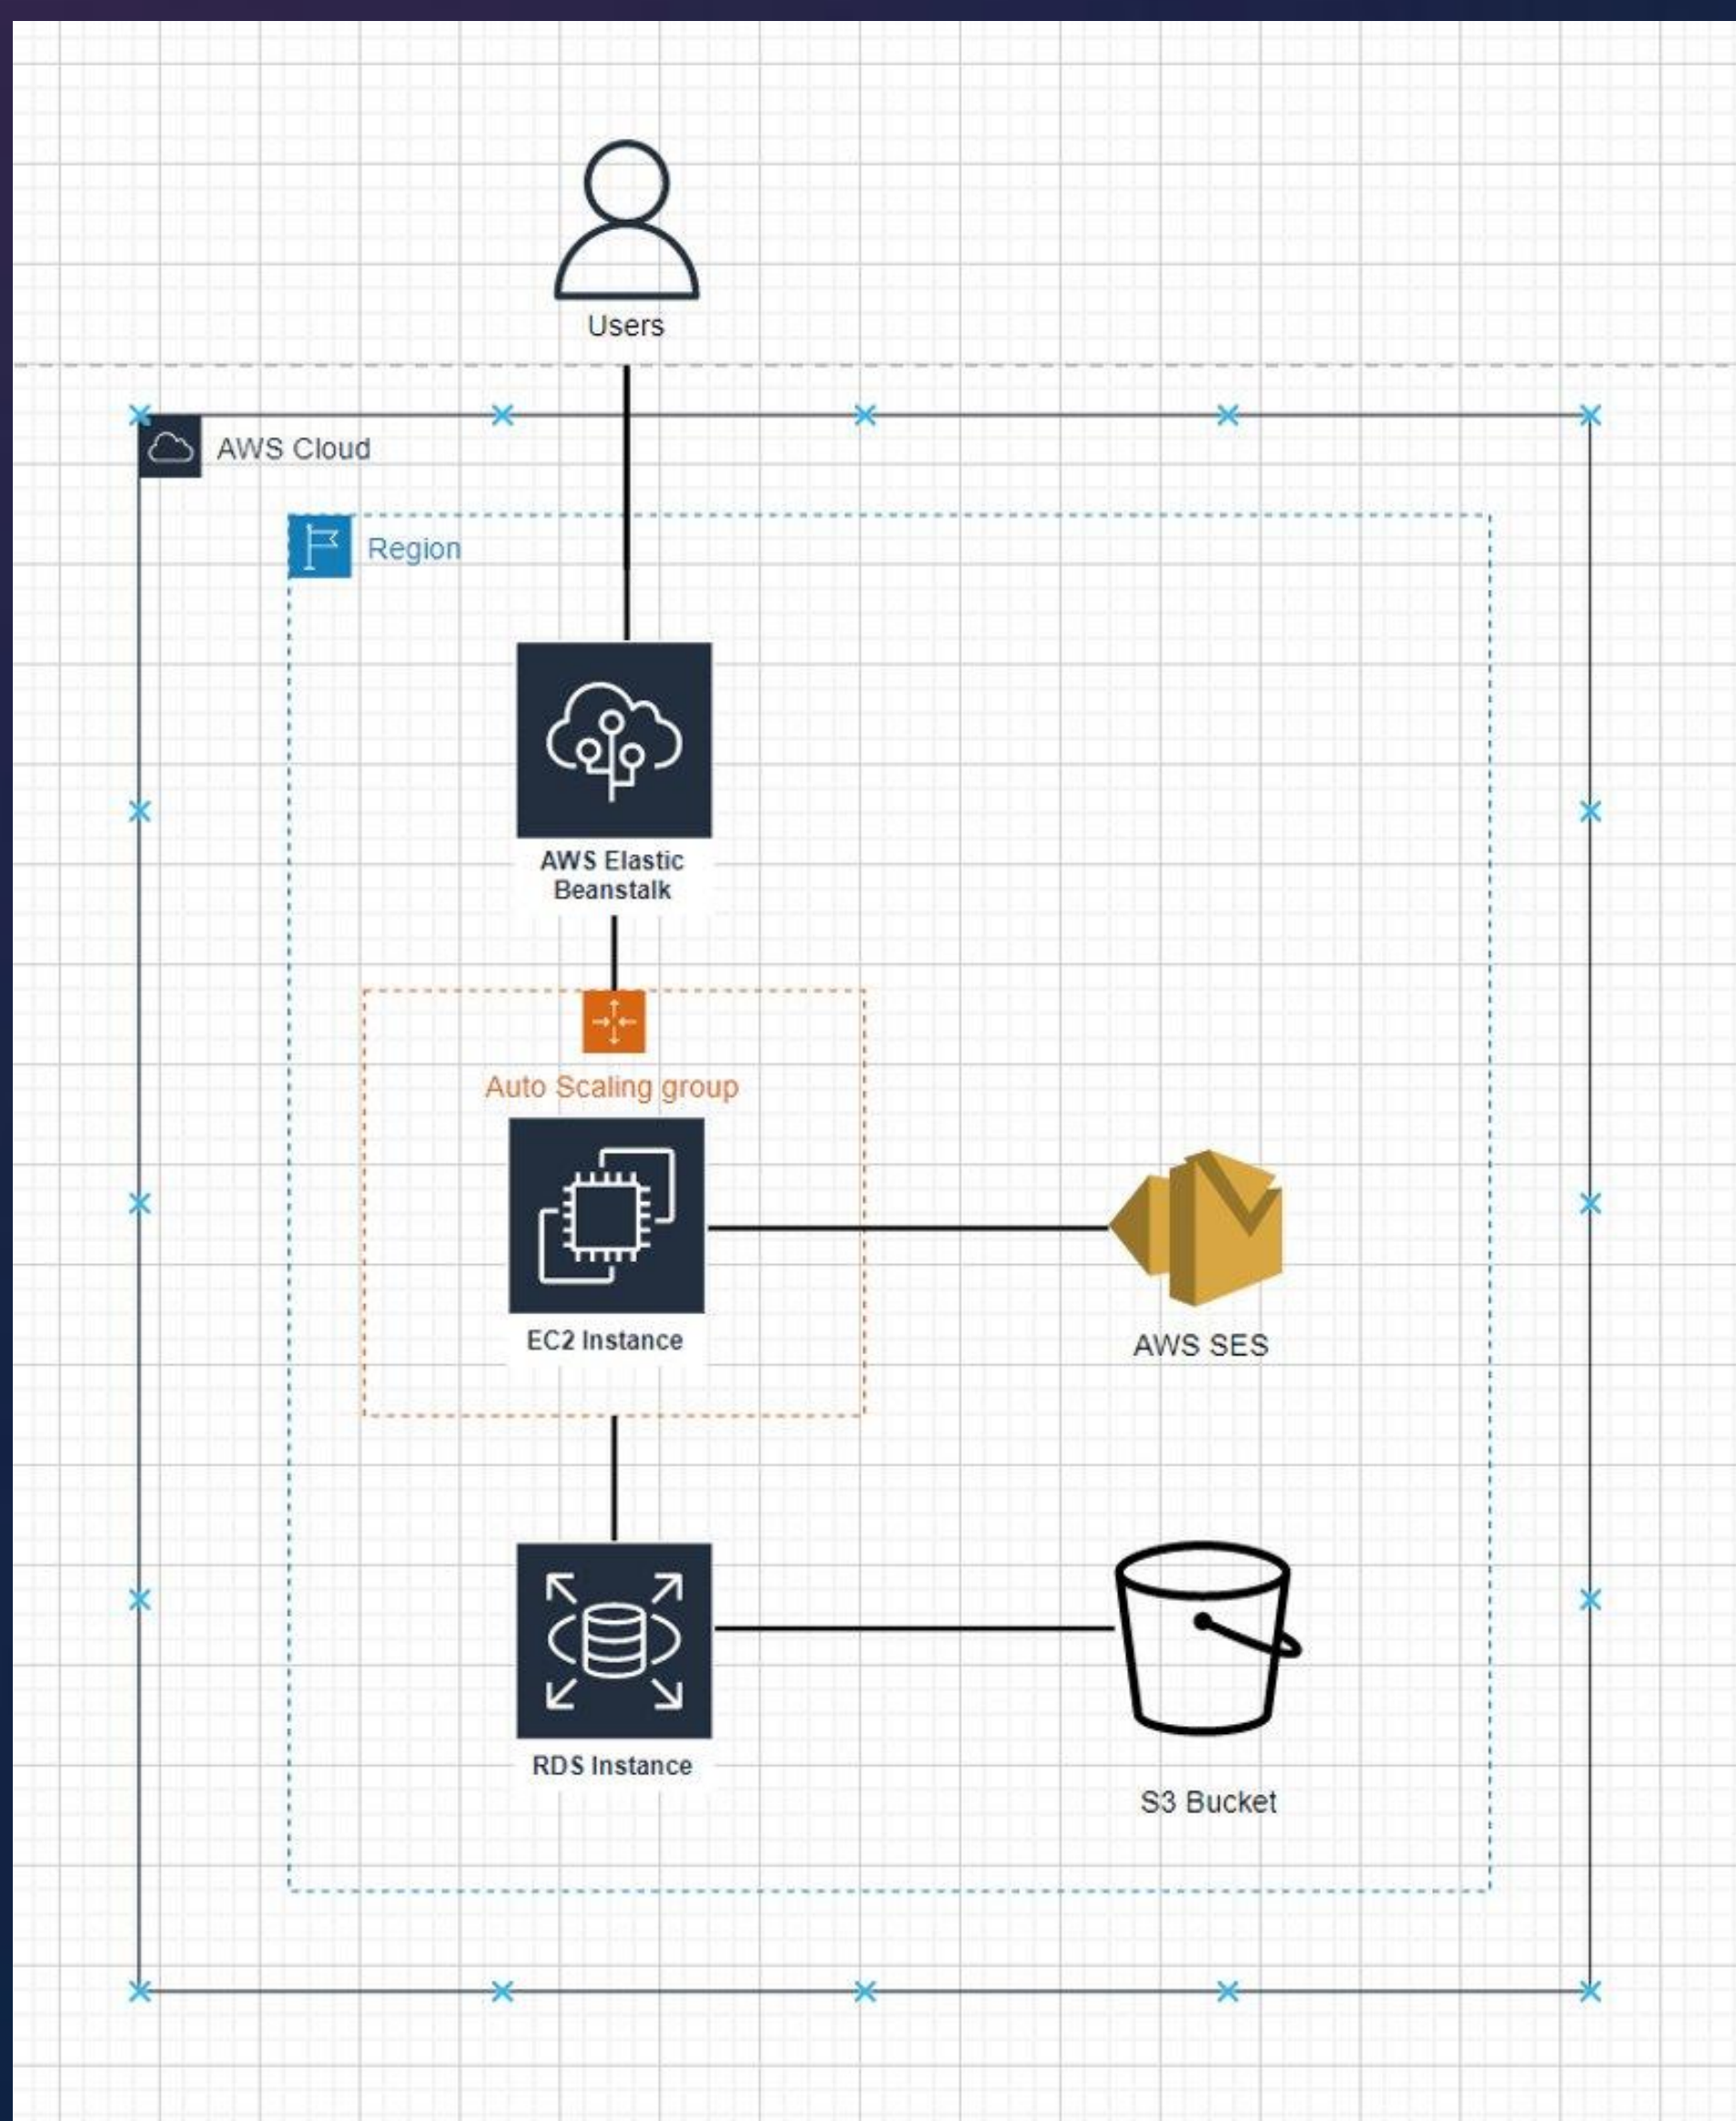 Users
AWS Cloud
Region
AWS Elastic
Beanstalk
Auto Scaling group
EC2 Instance
AWS SES
RDS Instance
S3 Bucket